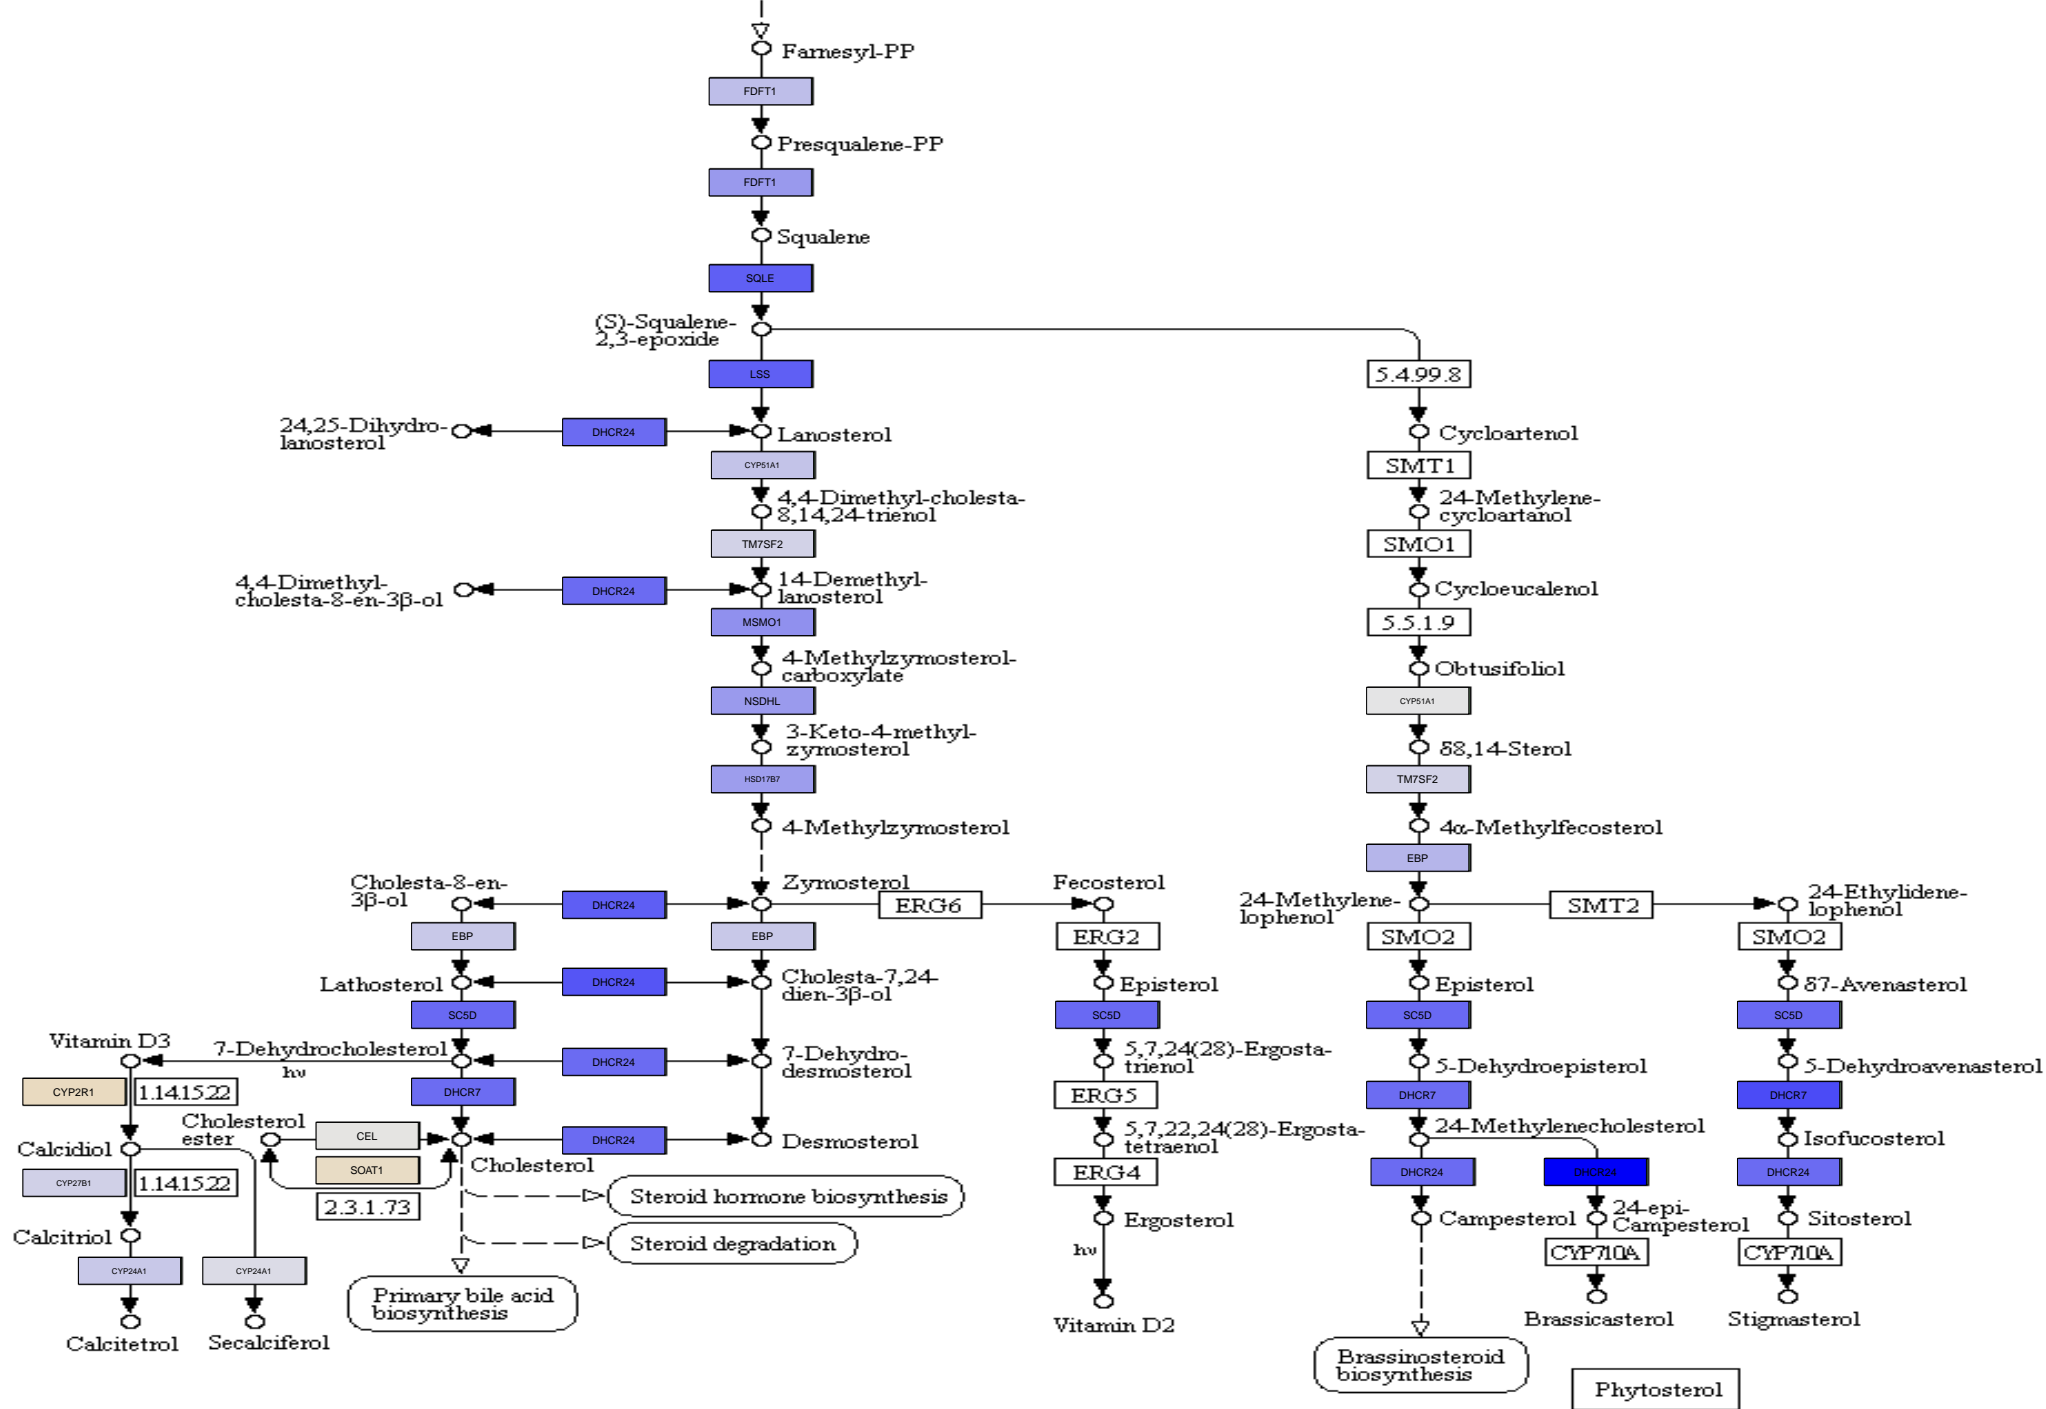 Farnesyl-PP
FDFT1
Presqualene-PP
FDFT1
Squalene
SQLE
(S)-Squalene-
2,3-epoxide
LSS
5.4.99.8
24,25-Dihydro-
lanosterol
DHCR24
Lanosterol
Cycloartenol
CYP51A1
SMT1
4,4-Dimethyl-cholesta-
8,14,24-trienol
24-Methylene-
cycloartanol
TM7SF2
SMO1
4,4-Dimethyl-
cholesta-8-en-3β-ol
DHCR24
14-Demethyl-
lanosterol
Cycloeucalenol
MSMO1
5.5.1.9
4-Methylzymosterol-
carboxylate
Obtusifoliol
NSDHL
CYP51A1
3-Keto-4-methyl-
zymosterol
δ8,14-Sterol
HSD17B7
TM7SF2
4-Methylzymosterol
4α-Methylfecosterol
EBP
Cholesta-8-en-
3β-ol
DHCR24
Zymosterol
ERG6
Fecosterol
24-Methylene-
lophenol
SMT2
24-Ethylidene-
lophenol
EBP
EBP
ERG2
SMO2
SMO2
Lathosterol
DHCR24
Cholesta-7,24-
dien-3β-ol
Episterol
Episterol
δ7-Avenasterol
SC5D
SC5D
SC5D
SC5D
Vitamin D3
7-Dehydrocholesterol
hν
DHCR24
7-Dehydro-
desmosterol
5,7,24(28)-Ergosta-
trienol
5-Dehydroepisterol
5-Dehydroavenasterol
CYP2R1
1.14.15.22
DHCR7
ERG5
DHCR7
DHCR7
Cholesterol
ester
CEL
DHCR24
Desmosterol
5,7,22,24(28)-Ergosta-
tetraenol
24-Methylenecholesterol
Isofucosterol
Calcidiol
SOAT1
Cholesterol
CYP27B1
1.14.15.22
ERG4
DHCR24
DHCR24
DHCR24
2.3.1.73
Steroid hormone biosynthesis
Calcitriol
Steroid degradation
Ergosterol
Campesterol
24-epi-
Campesterol
Sitosterol
hν
CYP710A
CYP710A
CYP24A1
CYP24A1
Primary bile acid
biosynthesis
Calcitetrol
Secalciferol
Vitamin D2
Brassicasterol
Stigmasterol
Brassinosteroid
biosynthesis
Phytosterol